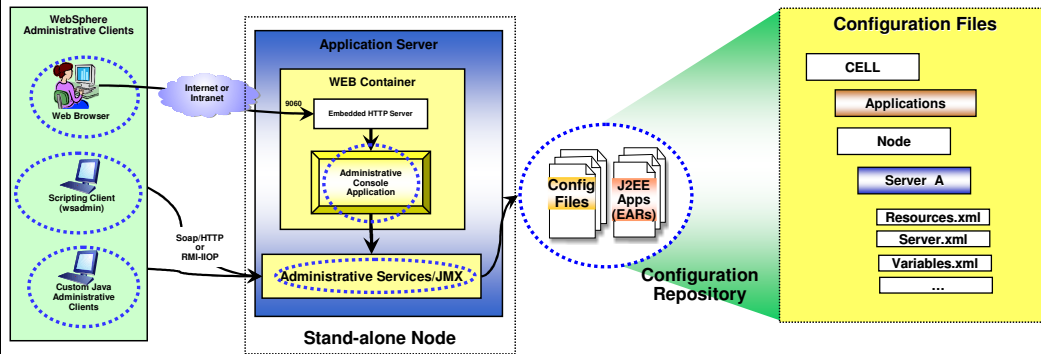 WebSphere
Administrative Clients
Web Browser
Scripting Client
(wsadmin)
Custom Java
Administrative
Clients
Internet or
Intranet
Soap/HTTP
or
RMI-IIOP
Application Server
WEB Container
9060
Embedded HTTP Server
Administrative
Console
Application
Administrative Services/JMX
Stand-alone Node
Config
Files
J2EE
Apps
(EARs)
Configuration
Repository
Configuration Files
CELL
Applications
Node
Server A
Resources.xml
Server.xml
Variables.xml
...